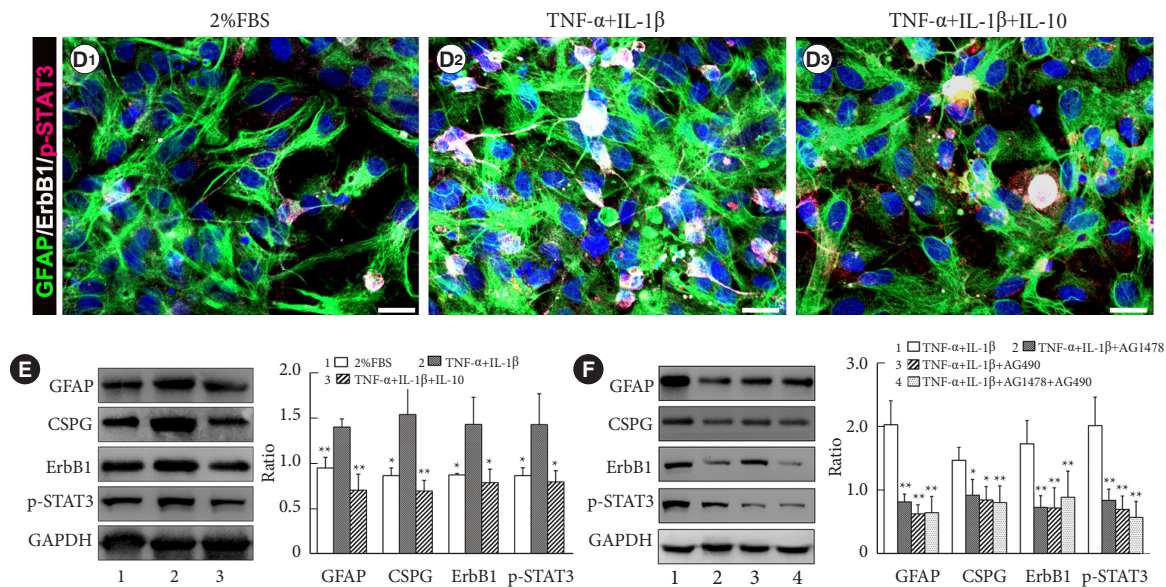 2%FBS
TNF-α+IL-1β
TNF-α+IL-1β+IL-10
GFAP/ErbB1/p-STAT3
D1
D2
D3
E
GFAP
CSPG
ErbB1
p-STAT3
GAPDH
1 2 3
1 2%FBS 2 TNF-α+IL-1β
3 TNF-α+IL-1β+IL-10
Ratio
2.0
1.5
1.0
0.5
0
** ** * ** * * * *
GFAP CSPG ErbB1 p-STAT3
F
GFAP
CSPG
ErbB1
p-STAT3
GAPDH
1 2 3 4
1 TNF-α+IL-1β 2 TNF-α+IL-1β+AG1478
3 TNF-α+IL-1β+AG490
4 TNF-α+IL-1β+AG1478+AG490
Ratio
3.0
2.0
1.0
0
** ** ** * ** ** ** ** ** ** ** **
GFAP CSPG ErbB1 p-STAT3